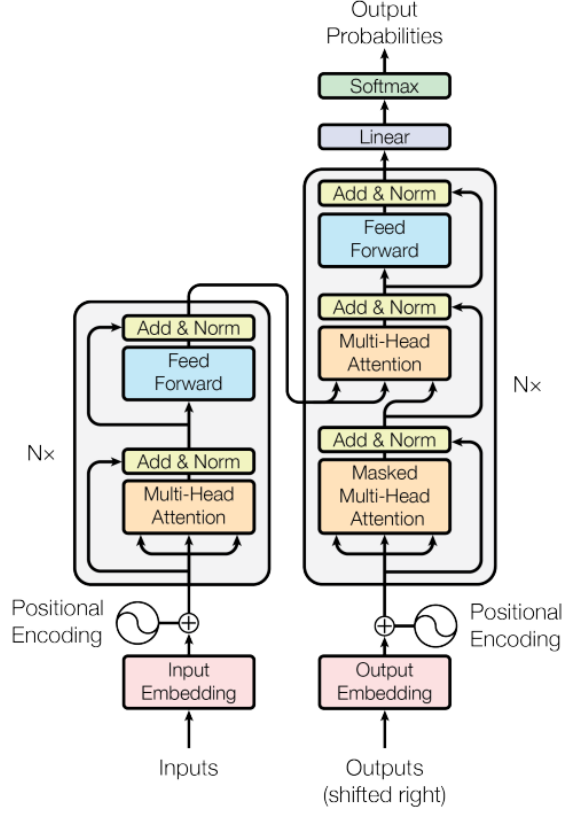 Output
Probabilities
Softmax
Linear
Add & Norm
Feed
Forward
Add & Norm
Multi-Head
Attention
Add & Norm
Masked
Multi-Head
Attention
N×
Add & Norm
Feed
Forward
Add & Norm
Multi-Head
Attention
N×
Positional
Encoding
Positional
Encoding
Input
Embedding
Output
Embedding
Inputs
Outputs
(shifted right)